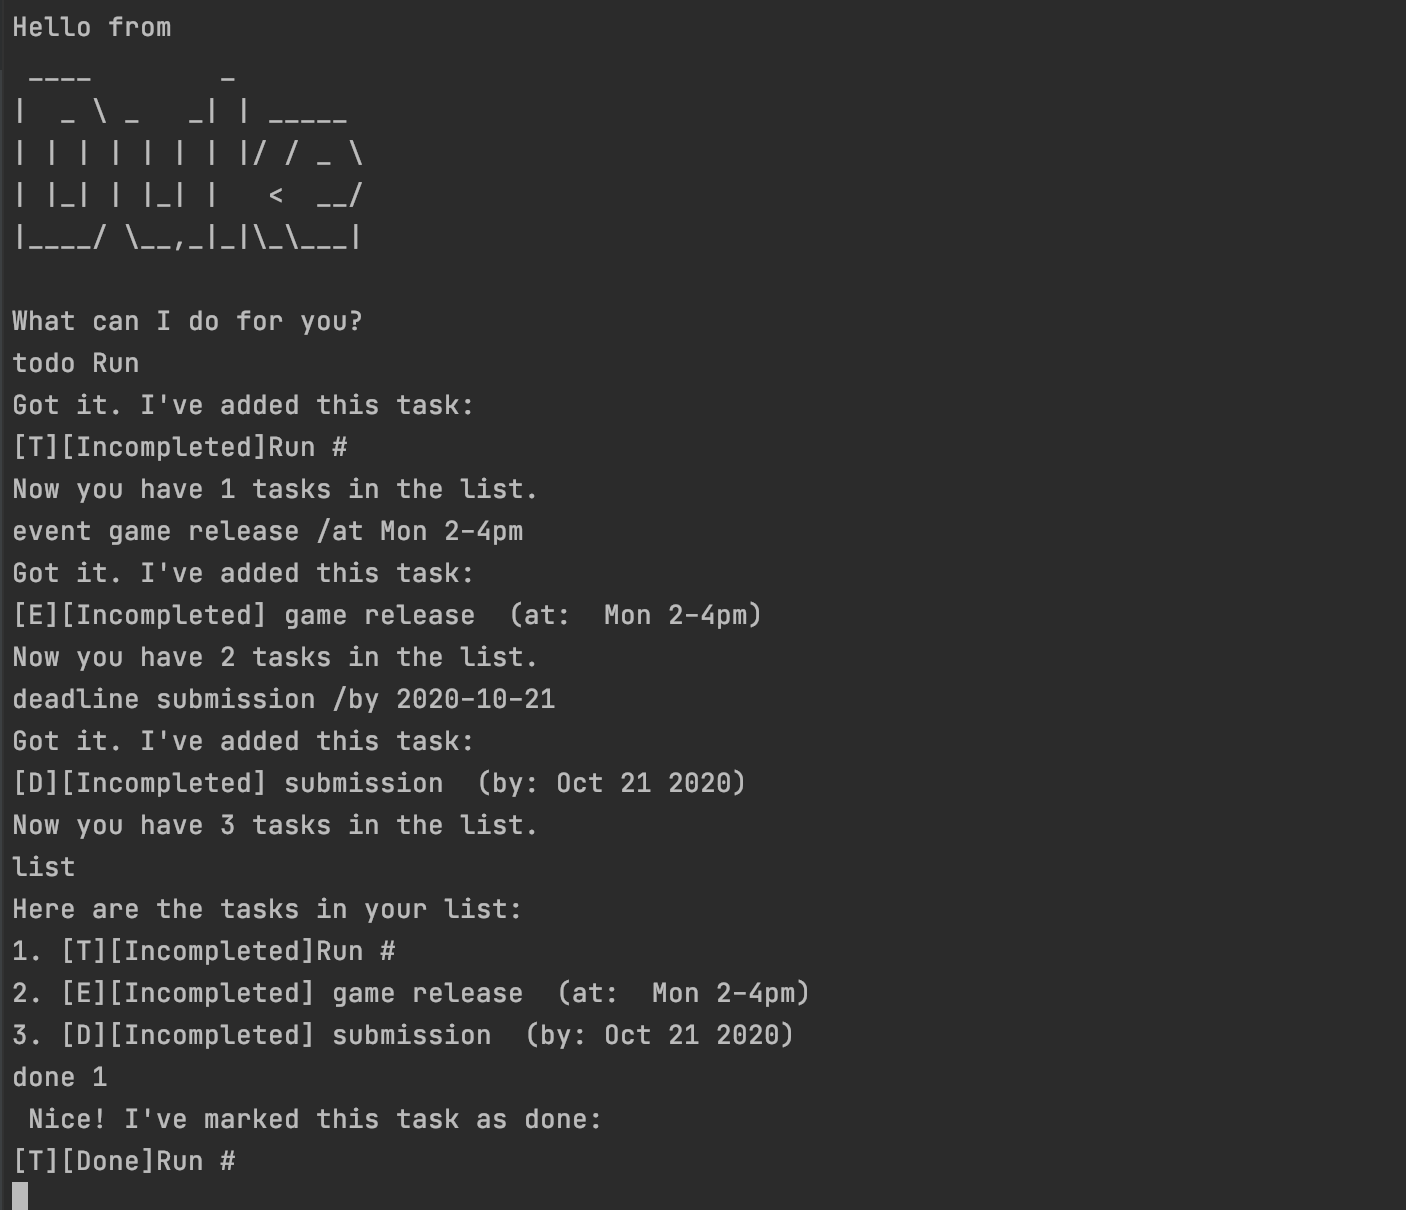 Hello from
 ____        _
|  _ \ _   _| | _____
| | | | | | | |/ / _ \
| |_| | |_| |   <  __/
|____/ \__,_|_|\_\___|

What can I do for you?
todo Run
Got it. I've added this task:
[T][Incompleted]Run #
Now you have 1 tasks in the list.
event game release /at Mon 2-4pm
Got it. I've added this task:
[E][Incompleted] game release  (at:  Mon 2-4pm)
Now you have 2 tasks in the list.
deadline submission /by 2020-10-21
Got it. I've added this task:
[D][Incompleted] submission  (by: Oct 21 2020)
Now you have 3 tasks in the list.
list
Here are the tasks in your list:
1. [T][Incompleted]Run #
2. [E][Incompleted] game release  (at:  Mon 2-4pm)
3. [D][Incompleted] submission  (by: Oct 21 2020)
done 1
 Nice! I've marked this task as done:
[T][Done]Run #